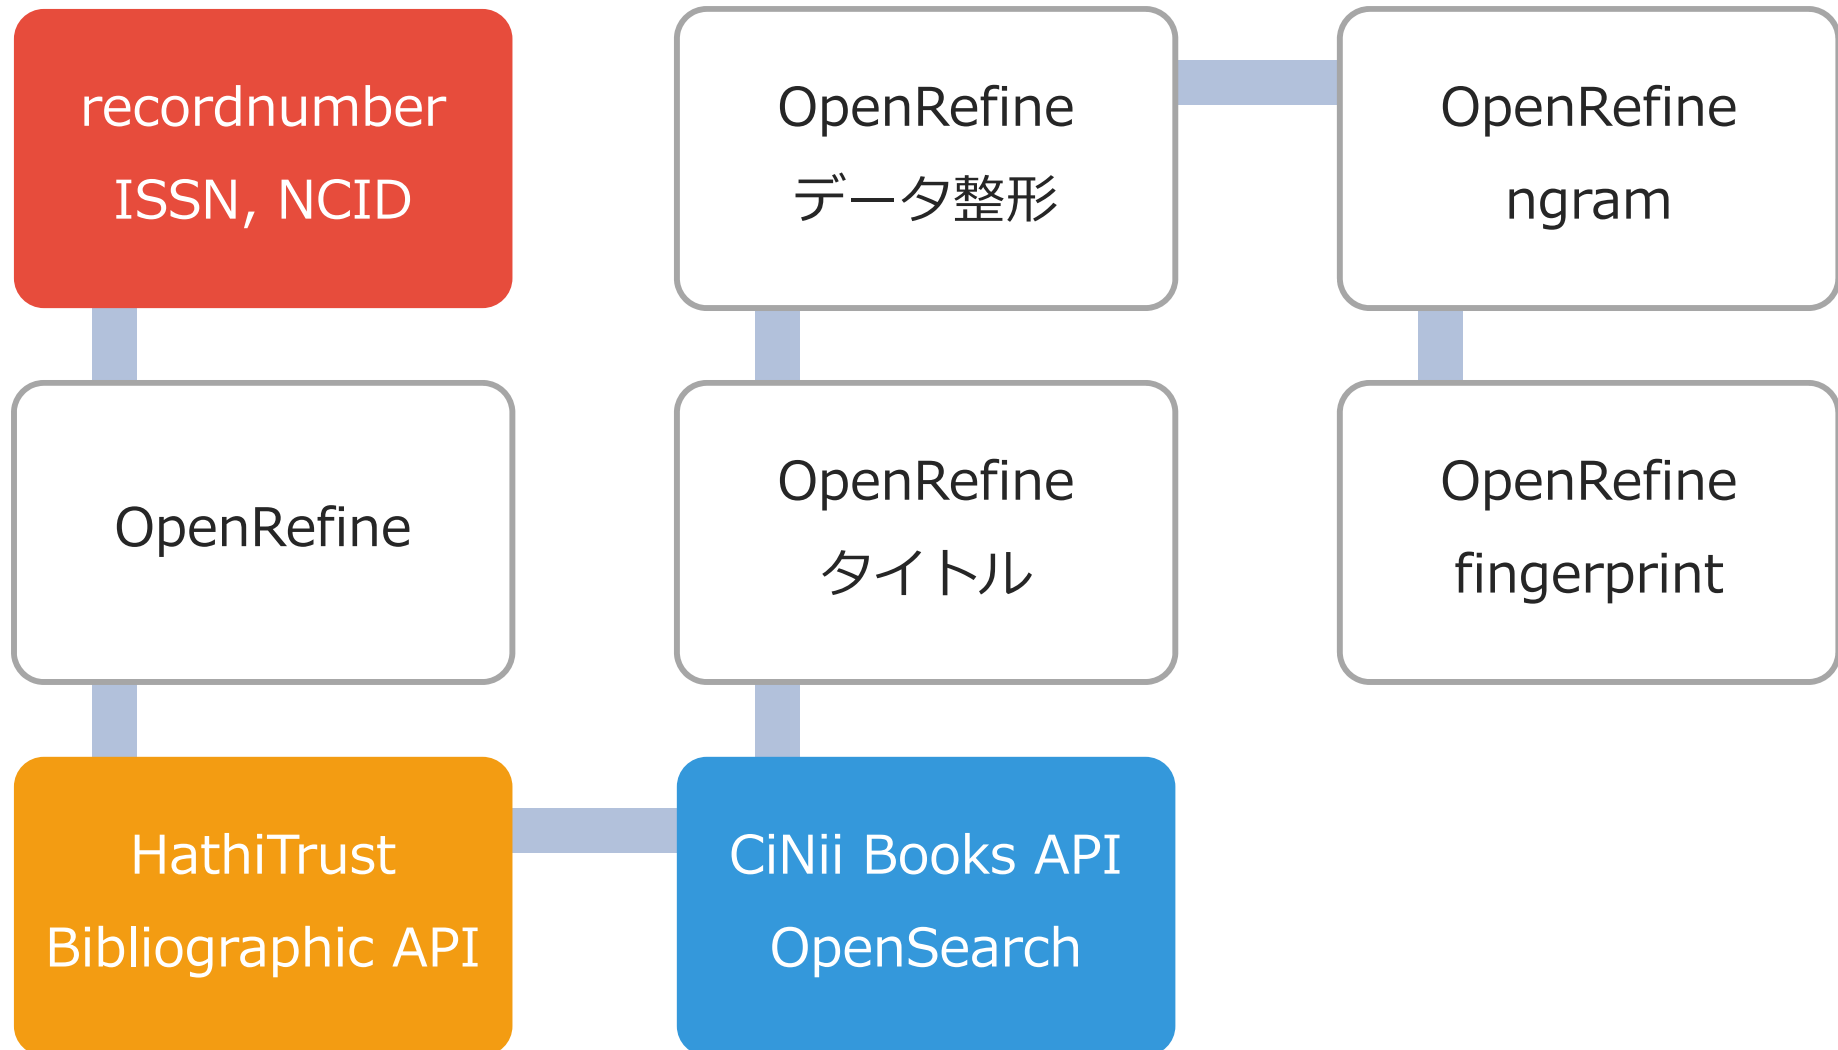 recordnumber
ISSN, NCID
OpenRefine
HathiTrust
Bibliographic API
CiNii Books API
OpenSearch
OpenRefine
タイトル
OpenRefine
データ整形
OpenRefine
ngram
OpenRefine
fingerprint